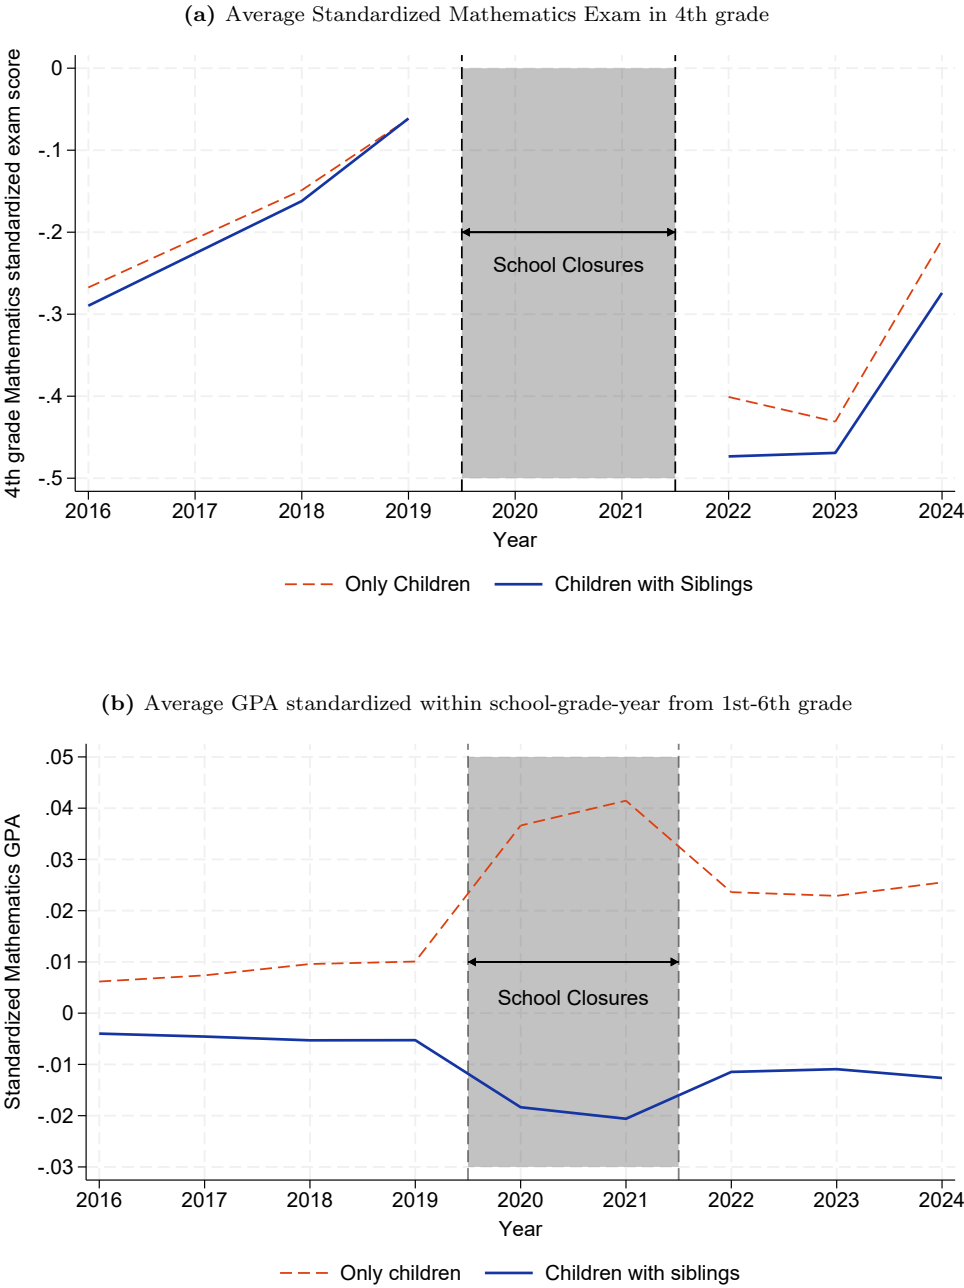 (a) Average Standardized Mathematics Exam in 4th grade
4th grade Mathematics standardized exam score
0
-.1
-.2
-.3
-.4
-.5
School Closures
2016 2017 2018 2019 2020 2021 2022 2023 2024
Year
Only Children Children with Siblings
(b) Average GPA standardized within school-grade-year from 1st-6th grade
Standardized Mathematics GPA
.05
.04
.03
.02
.01
0
-.01
-.02
-.03
School Closures
2016 2017 2018 2019 2020 2021 2022 2023 2024
Year
Only children Children with siblings